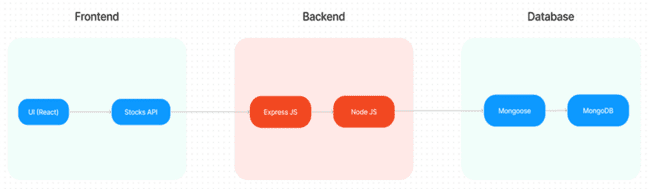 Frontend
Backend
Database
UI (React)
Stocks API
Express JS
Node JS
Mongoose
MongoDB